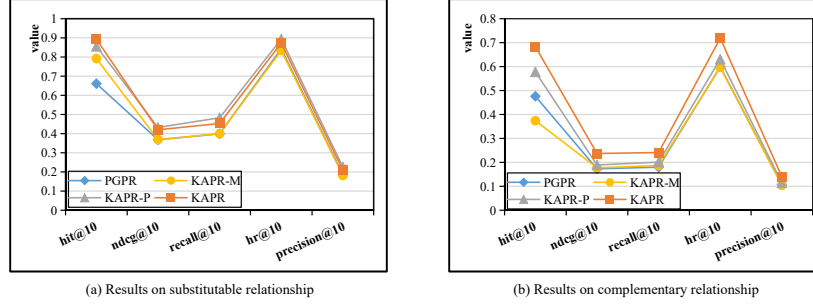 value
1
0.9
0.8
0.7
0.6
0.5
0.4
0.3
0.2
0.1
0
PGPR KAPR-M
KAPR-P KAPR
hit@10 ndcg@10 recall@10 hr@10 precision@10
(a) Results on substitutable relationship
value
0.8
0.7
0.6
0.5
0.4
0.3
0.2
0.1
0
PGPR KAPR-M
KAPR-P KAPR
hit@10 ndcg@10 recall@10 hr@10 precision@10
(b) Results on complementary relationship